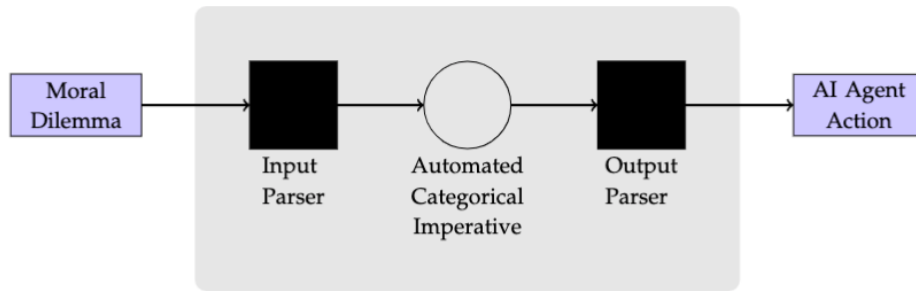 Moral
Dilemma
Input
Parser
Automated
Categorical
Imperative
Output
Parser
AI Agent
Action